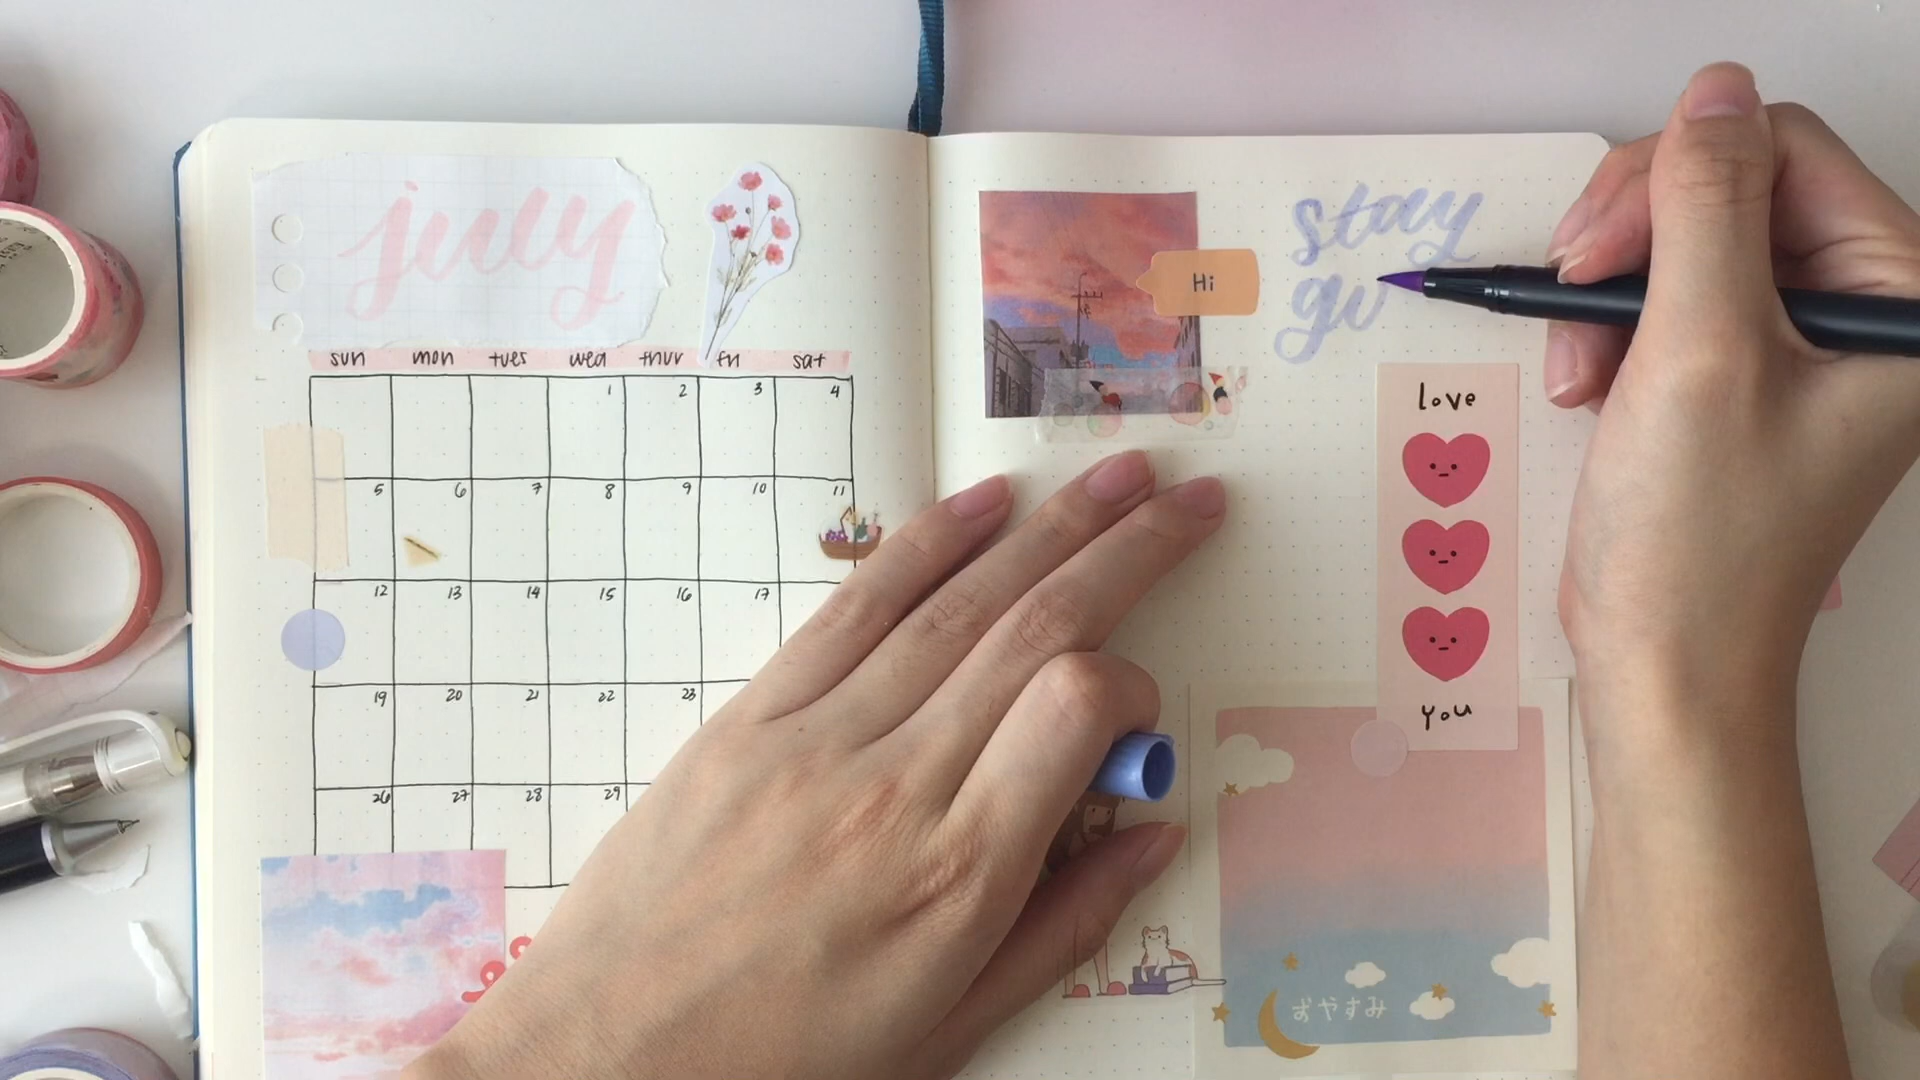 july
sun mon tues wed thur fri sat
1 2 3 4
5 6 7 8 9 10 11
12 13 14 15 16 17
19 20 21 22 23
26 27 28 29
Hi
stay
go
love
you
おやすみ